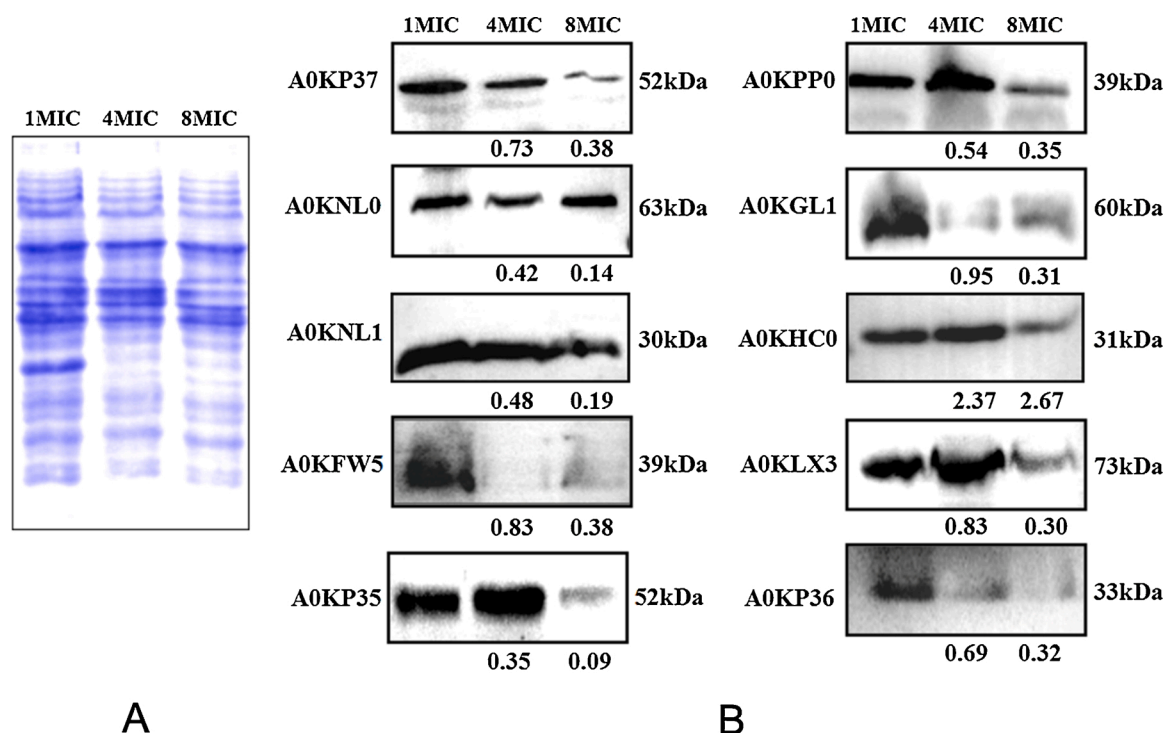 1MIC 4MIC 8MIC
A
1MIC 4MIC 8MIC
A0KP37 52kDa
0.73 0.38
A0KNL0 63kDa
0.42 0.14
A0KNL1 30kDa
0.48 0.19
A0KFW5 39kDa
0.83 0.38
A0KP35 52kDa
0.35 0.09
1MIC 4MIC 8MIC
A0KPP0 39kDa
0.54 0.35
A0KGL1 60kDa
0.95 0.31
A0KHC0 31kDa
2.37 2.67
A0KLX3 73kDa
0.83 0.30
A0KP36 33kDa
0.69 0.32
B